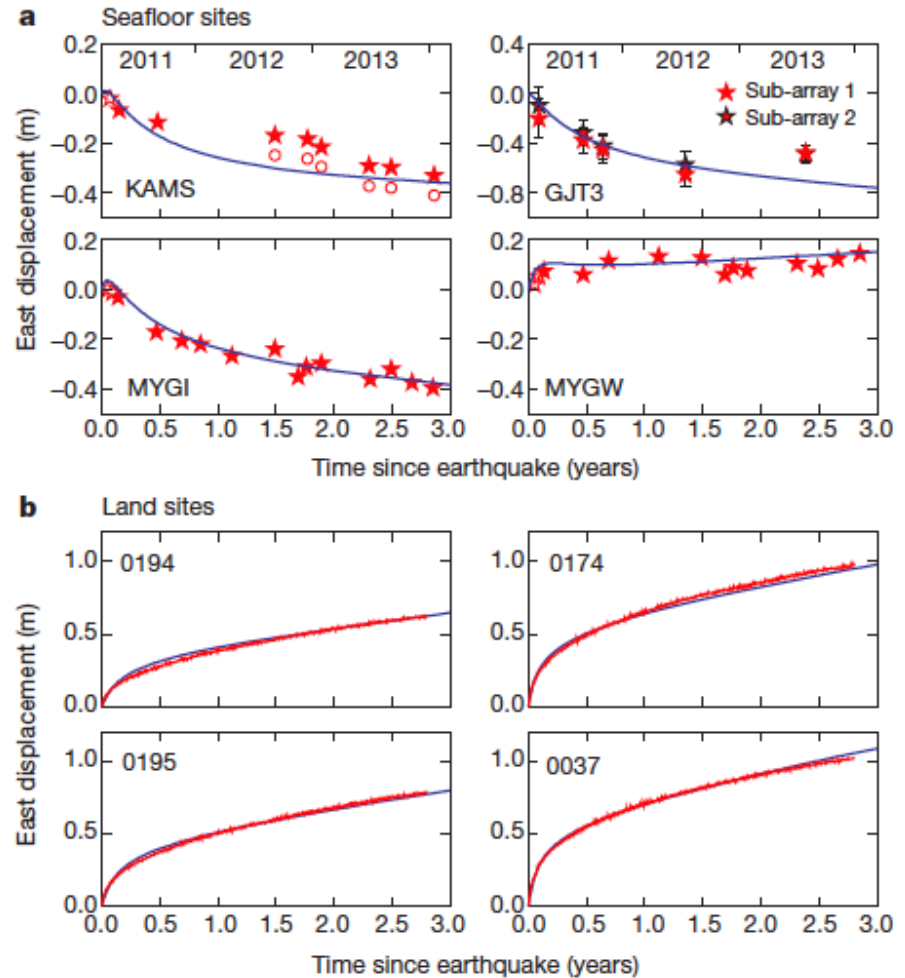 a Seafloor sites
0.2
0.0
−0.2
−0.4
2011 2012 2013
KAMS
0.4
0.0
−0.4
−0.8
2011 2012 2013
Sub-array 1
Sub-array 2
GJT3
East displacement (m)
0.2
0.0
−0.2
−0.4
MYGI
0.0 0.5 1.0 1.5 2.0 2.5 3.0
0.2
0.0
−0.2
−0.4
MYGW
0.0 0.5 1.0 1.5 2.0 2.5 3.0
Time since earthquake (years)
b Land sites
1.0
0.5
0.0
0194
1.0
0.5
0.0
0174
East displacement (m)
1.0
0.5
0.0
0195
0.0 0.5 1.0 1.5 2.0 2.5 3.0
1.0
0.5
0.0
0037
0.0 0.5 1.0 1.5 2.0 2.5 3.0
Time since earthquake (years)